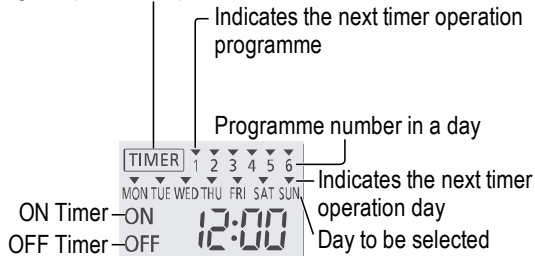 Indicates the next timer operation
programme
Programme number in a day
TIMER 1 2 3 4 5 6
MON TUE WED THU FRI SAT SUN
Indicates the next timer
operation day
ON Timer ON 12:00
OFF Timer OFF
Day to be selected